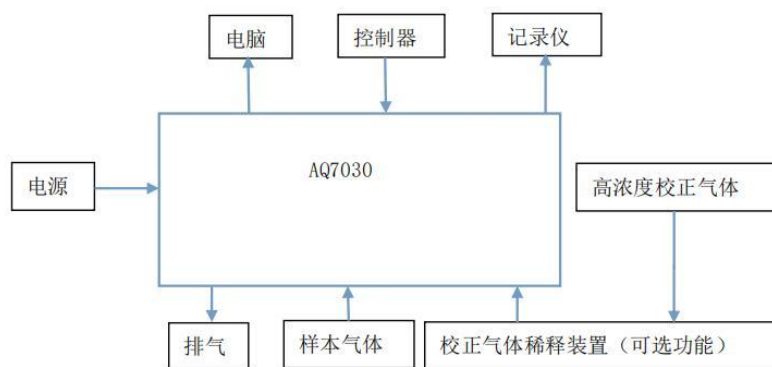 电脑
控制器
记录仪
AQ7030
电源
高浓度校正气体
排气
样本气体
校正气体稀释装置（可选功能）